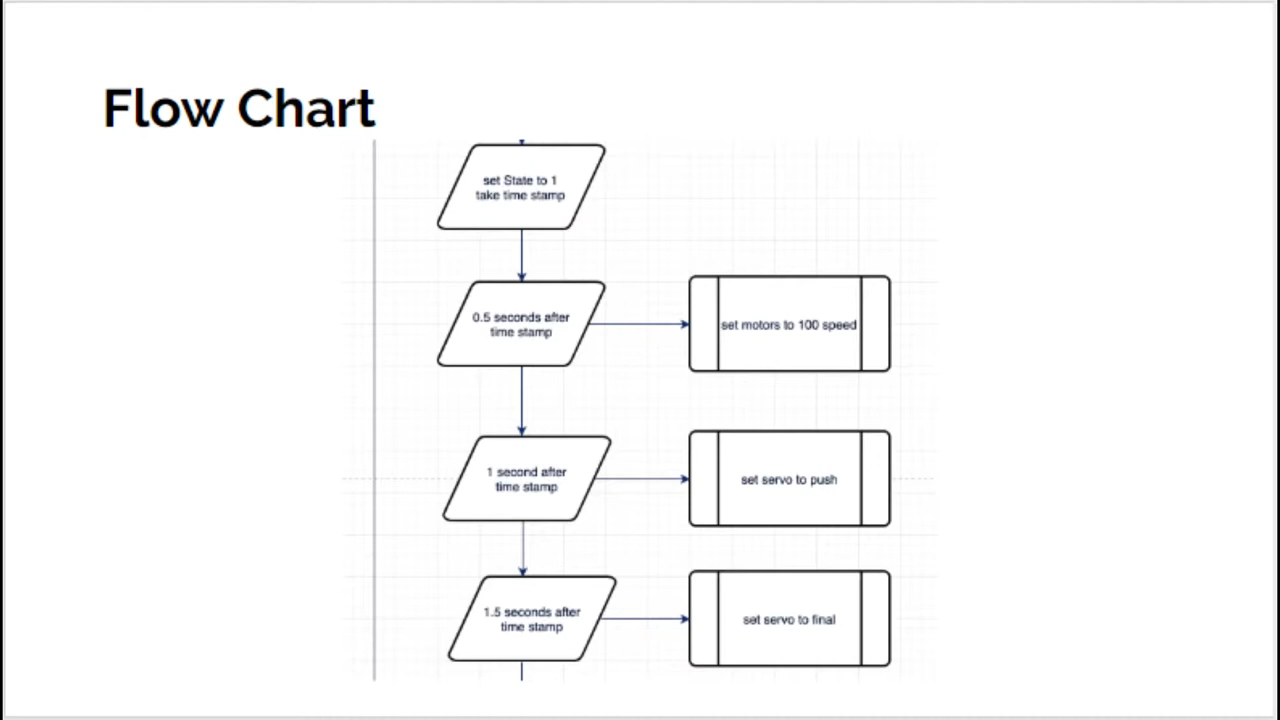 Flow Chart
set State to 1
take time stamp
0.5 seconds after
time stamp
set motors to 100 speed
1 second after
time stamp
set servo to push
1.5 seconds after
time stamp
set servo to final